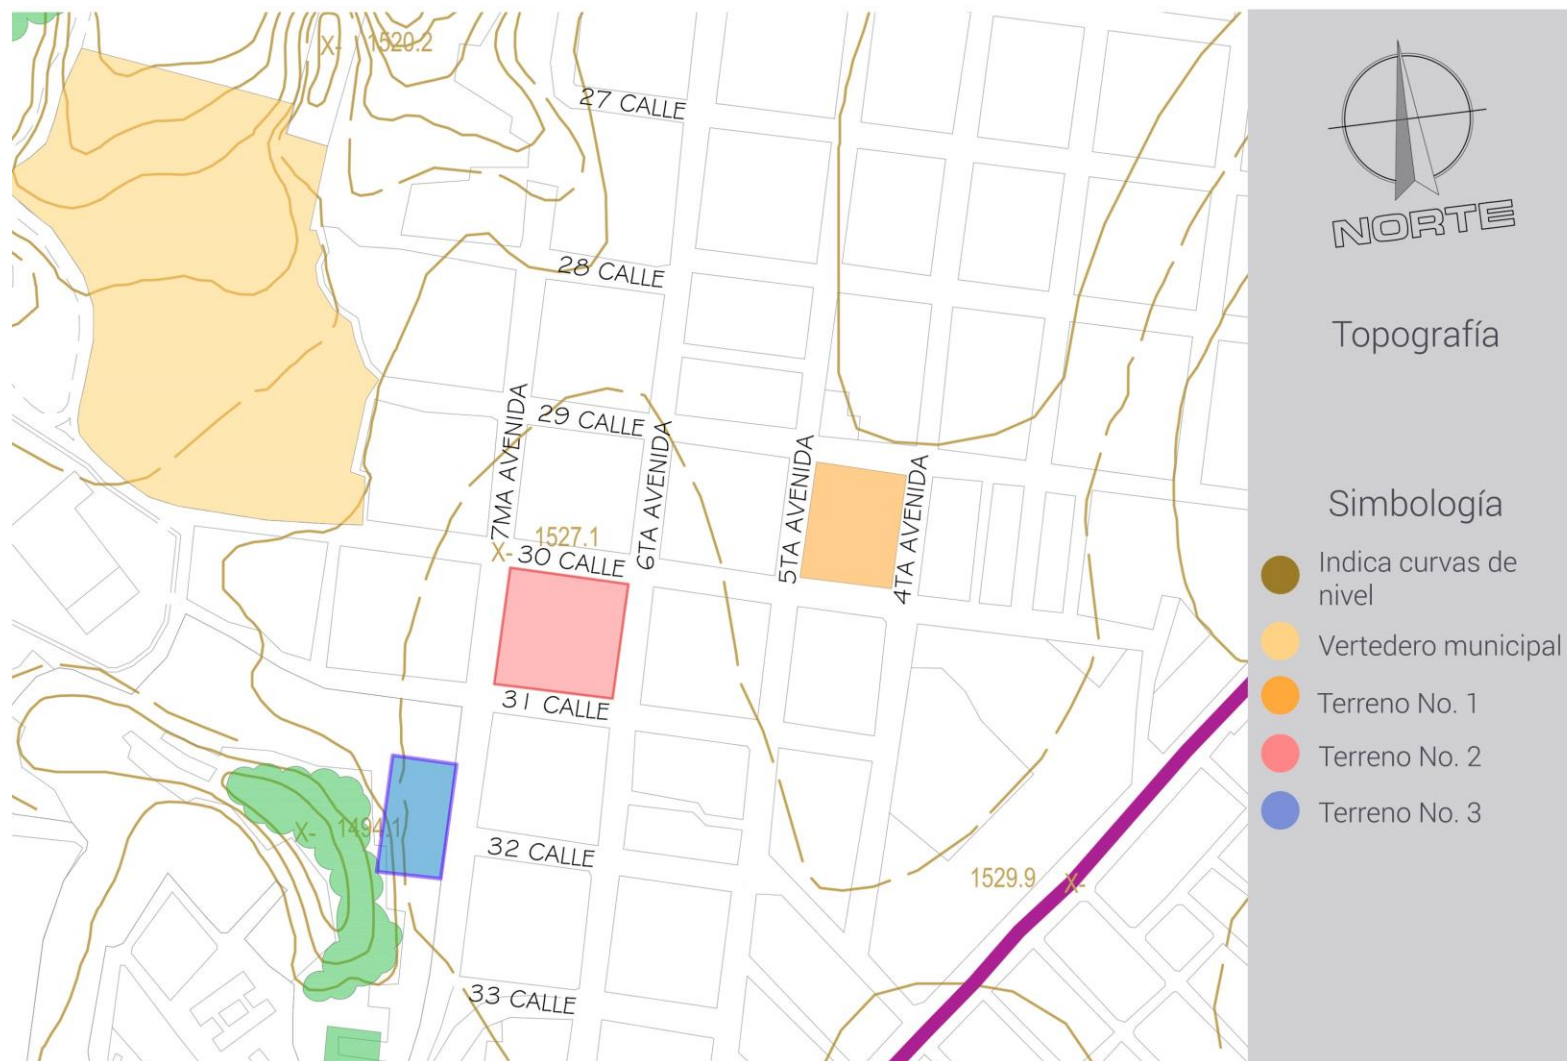 1520.2
X-
27 CALLE
28 CALLE
29 CALLE
7MA AVENIDA
6TA AVENIDA
5TA AVENIDA
4TA AVENIDA
1527.1
X-
30 CALLE
31 CALLE
X-
1494.1
32 CALLE
1529.9
X-
33 CALLE
NORTE
Topografía
Simbología
Indica curvas de
nivel
Vertedero municipal
Terreno No. 1
Terreno No. 2
Terreno No. 3